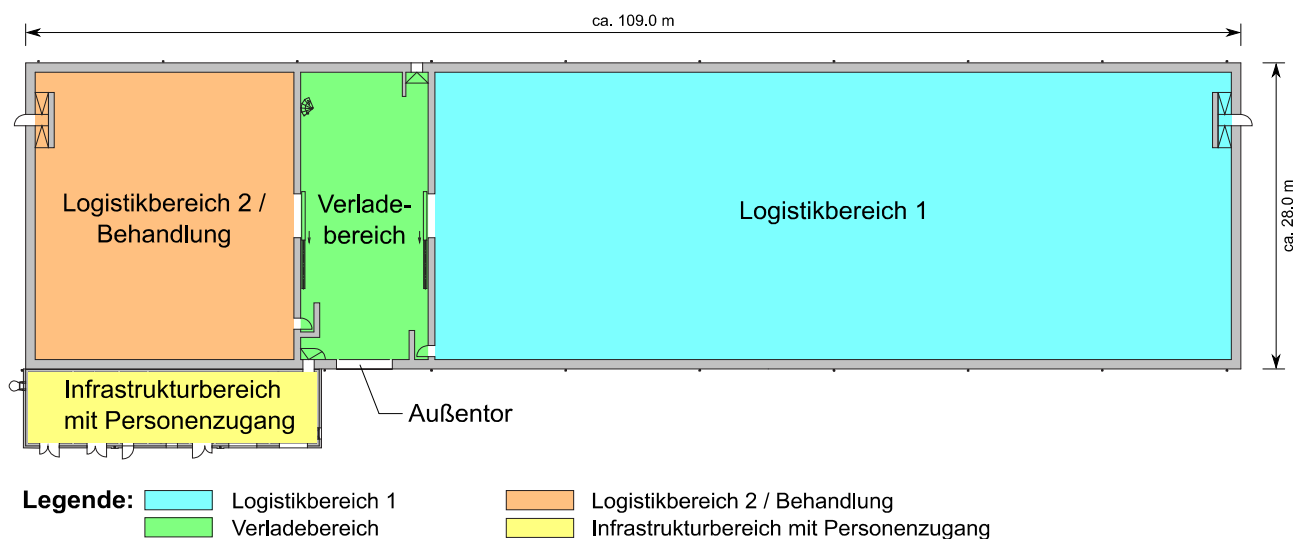 ca. 109.0 m
Logistikbereich 2 /
Behandlung
Verlade-
bereich
Logistikbereich 1
ca. 28.0 m
Infrastrukturbereich
mit Personenzugang
Außentor
Legende:
Logistikbereich 1
Logistikbereich 2 / Behandlung
Verladebereich
Infrastrukturbereich mit Personenzugang